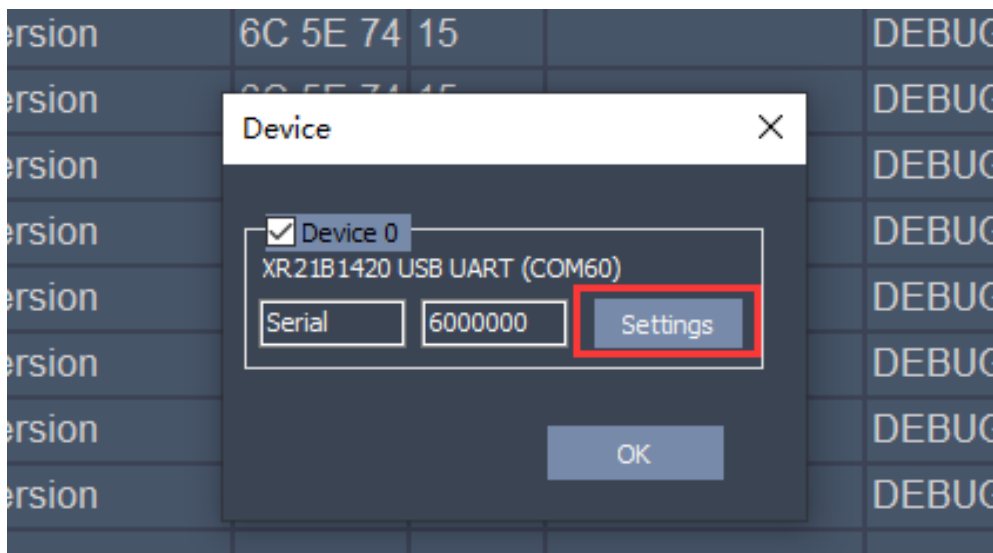 ersion 6C 5E 74 15 DEBUG
ersion DEBUG
Device
ersion DEBUG
ersion Device 0 DEBUG
XR21B1420 USB UART (COM60)
ersion DEBUG
Serial 6000000 Settings
ersion DEBUG
ersion DEBUG
OK
ersion DEBUG